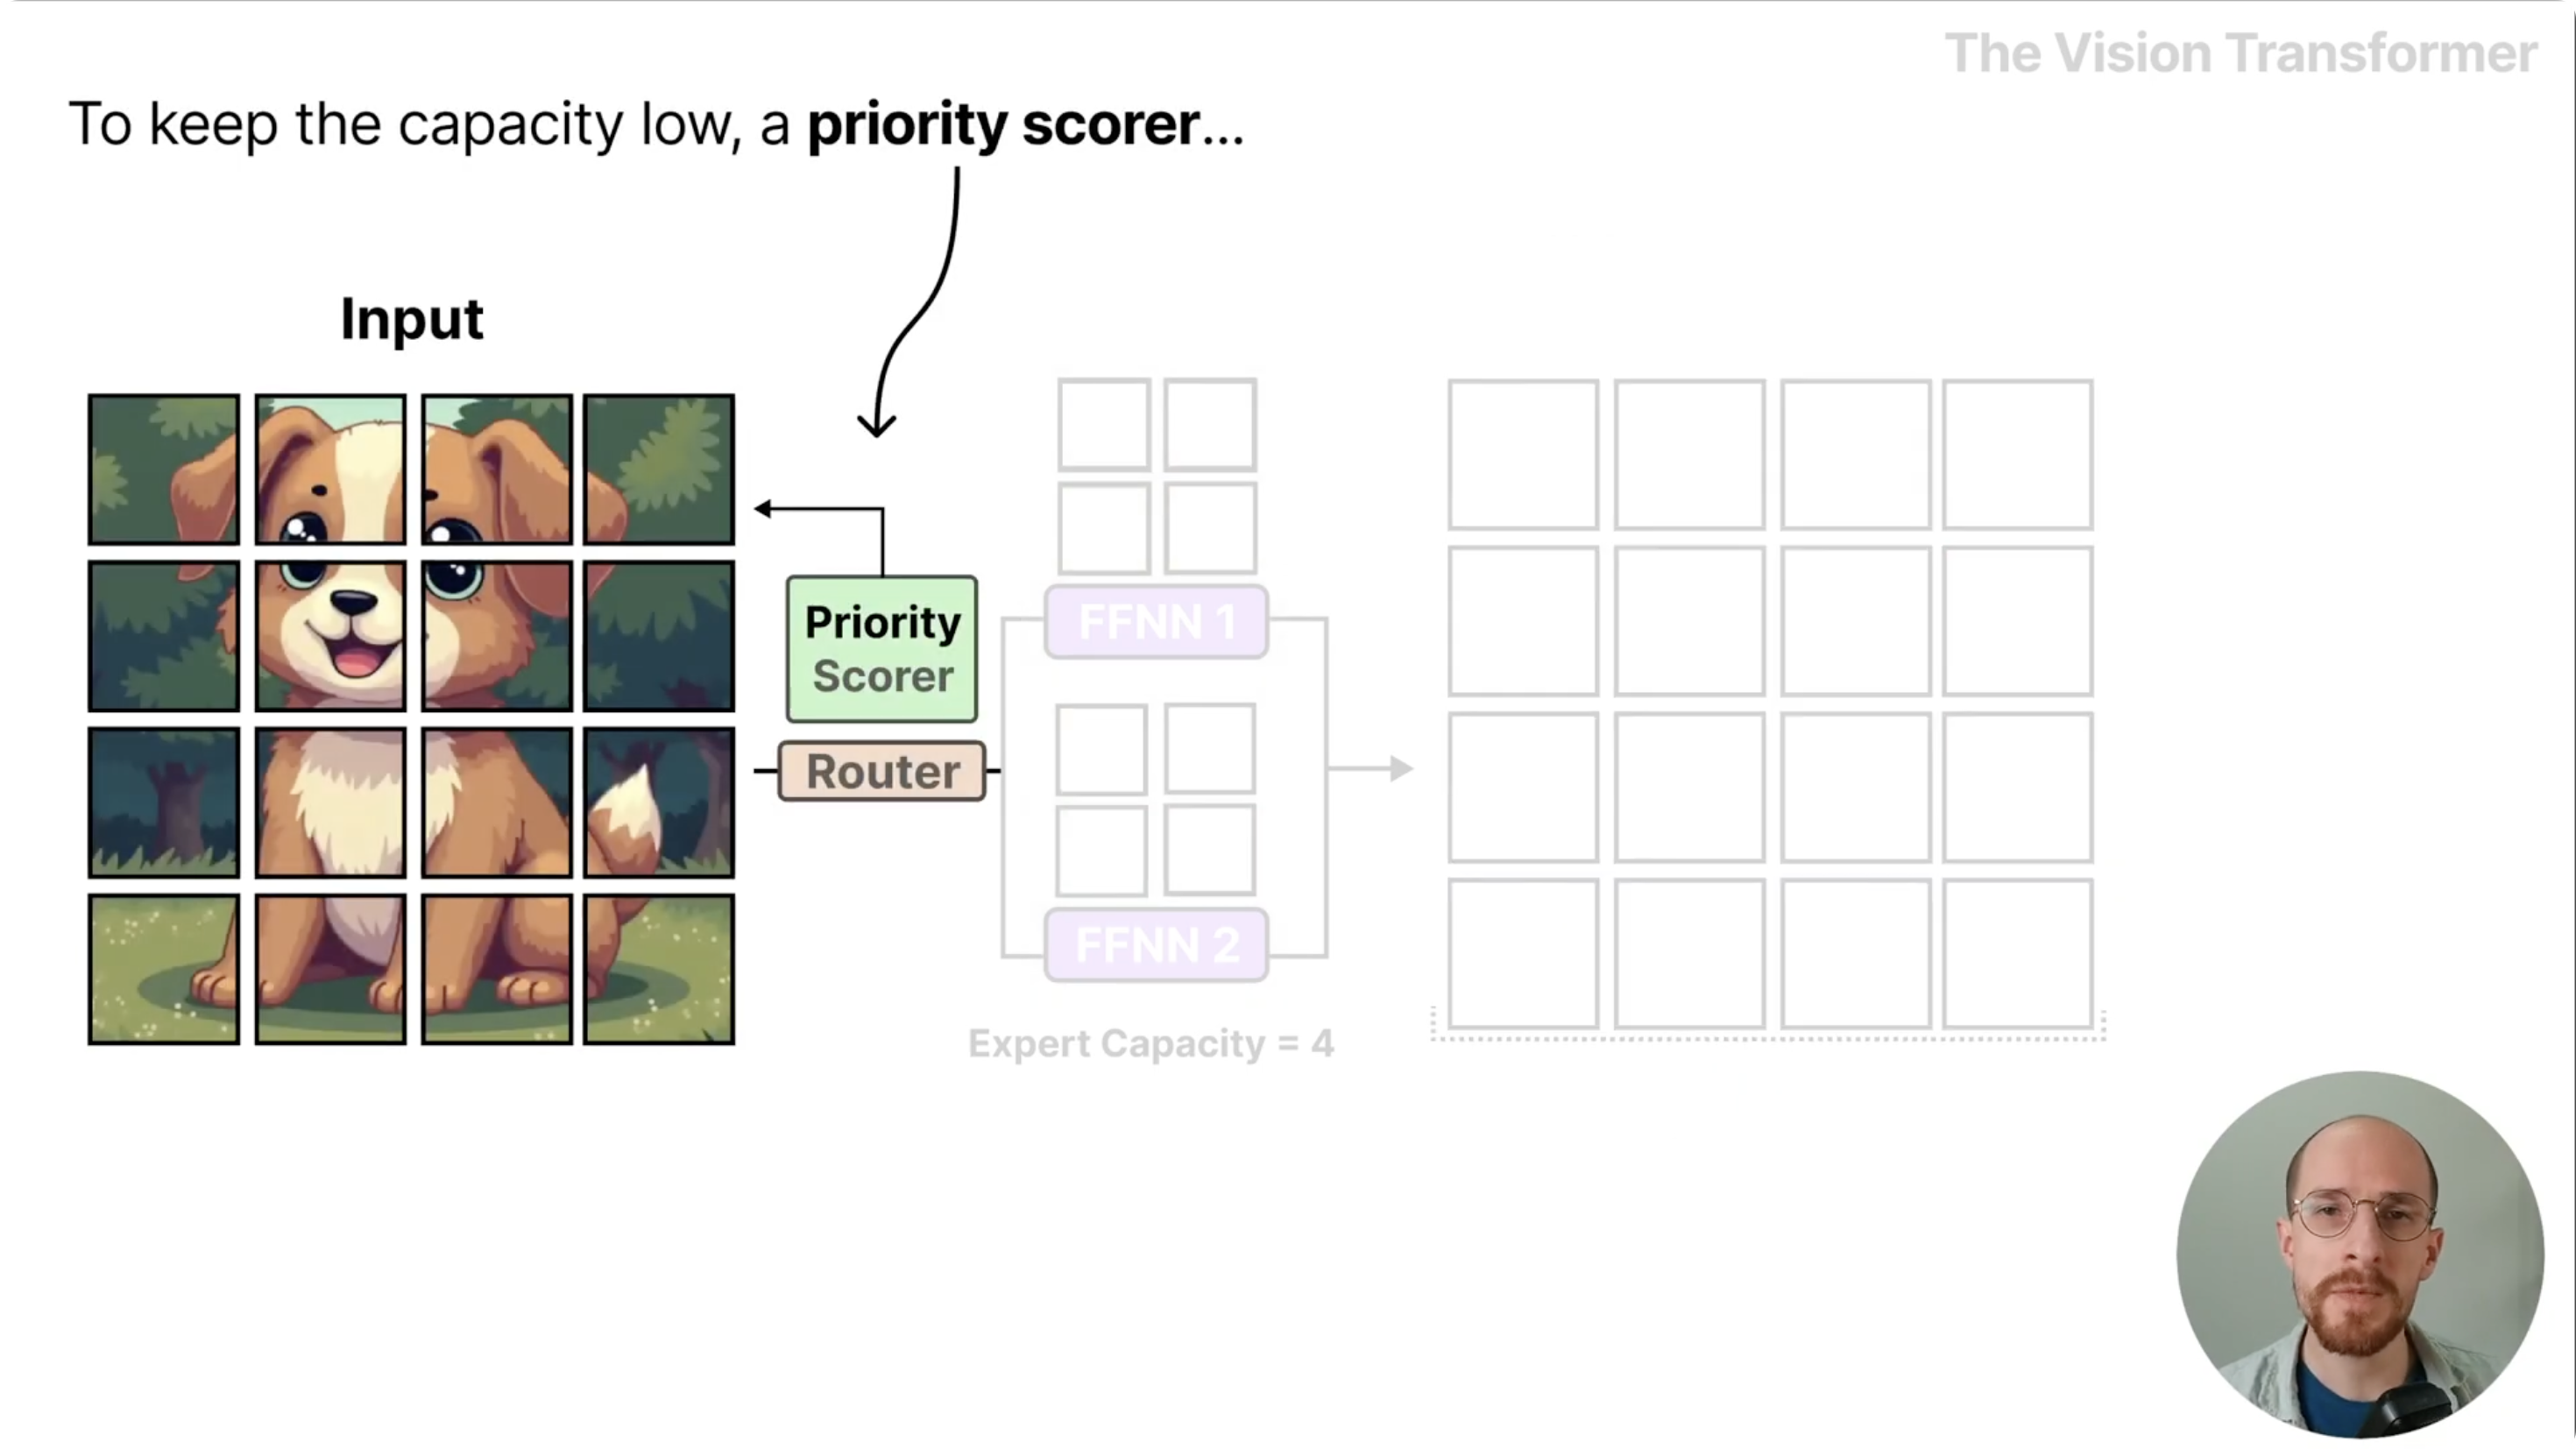 The Vision Transformer
To keep the capacity low, a priority scorer...
Input
Priority
Scorer
Router
FFNN 1
FFNN 2
Expert Capacity = 4